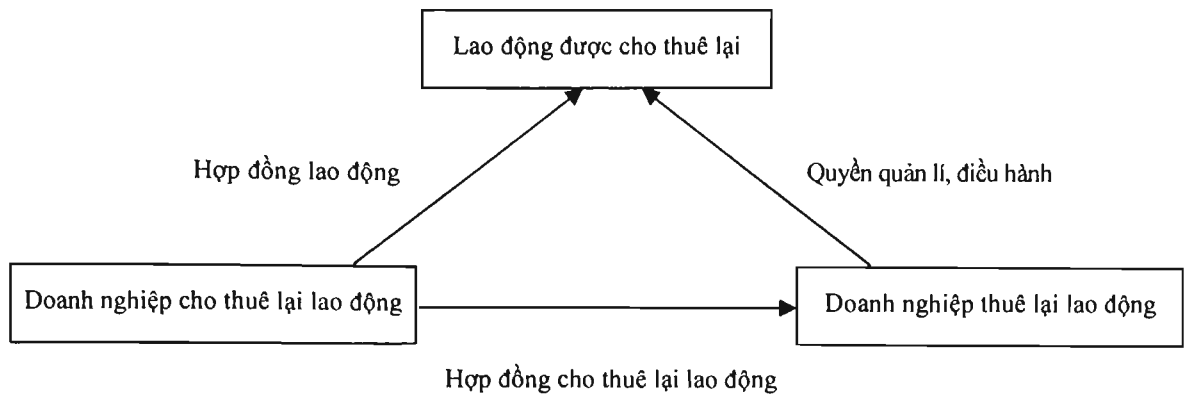 Lao động được cho thuê lại
Hợp đồng lao động
Quyền quản lí, điều hành
Doanh nghiệp cho thuê lại lao động
Doanh nghiệp thuê lại lao động
Hợp đồng cho thuê lại lao động